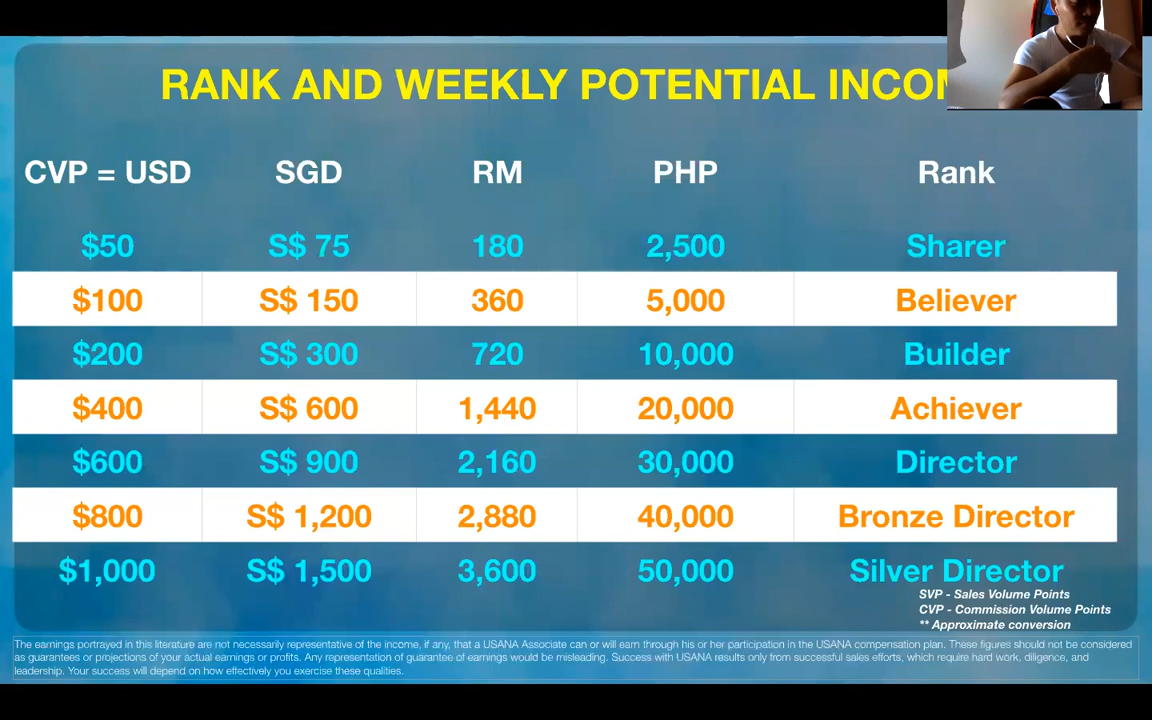 RANK AND WEEKLY POTENTIAL INCOM
CVP = USD SGD RM PHP Rank
$50 S$ 75 180 2,500 Sharer
$100 S$ 150 360 5,000 Believer
$200 S$ 300 720 10,000 Builder
$400 S$ 600 1,440 20,000 Achiever
$600 S$ 900 2,160 30,000 Director
$800 S$ 1,200 2,880 40,000 Bronze Director
$1,000 S$ 1,500 3,600 50,000 Silver Director
SVP - Sales Volume Points
CVP - Commission Volume Points
** Approximate conversion
The earnings portrayed in this literature are not necessarily representative of the income, if any, that a USANA Associate can or will earn through his or her participation in the USANA compensation plan. These figures should not be considered
as guarantees or projections of your actual earnings or profits. Any representation of guarantee of earnings would be misleading. Success with USANA results only from successful sales efforts, which require hard work, diligence, and
leadership. Your success will depend on how effectively you exercise these qualities.